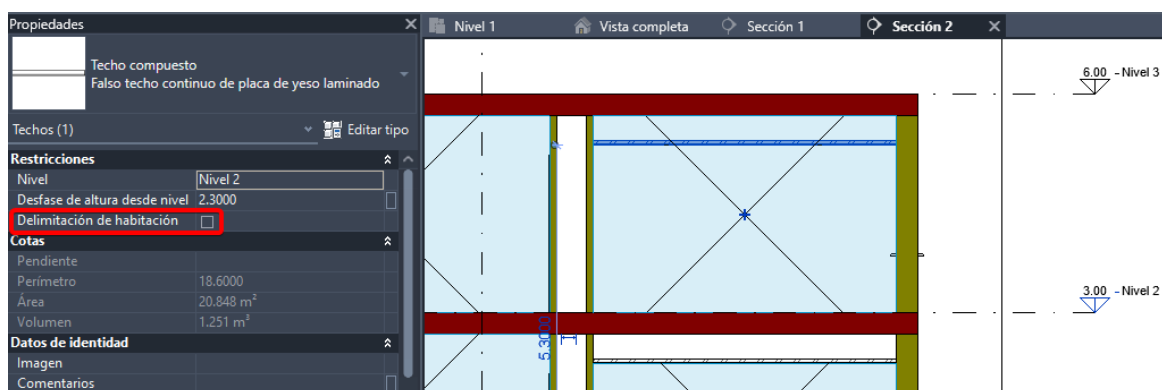 Propiedades
Nivel 1
Vista completa
Sección 1
Sección 2
Techo compuesto
Falso techo continuo de placa de yeso laminado
Techos (1)
Editar tipo
Restricciones
Nivel Nivel 2
Desfase de altura desde nivel 2.3000
Delimitación de habitación
Cotas
Pendiente
Perímetro 18.6000
Área 20.848 m²
Volumen 1.251 m³
Datos de identidad
Imagen
Comentarios
6.00 - Nivel 3
3.00 - Nivel 2
5.3000